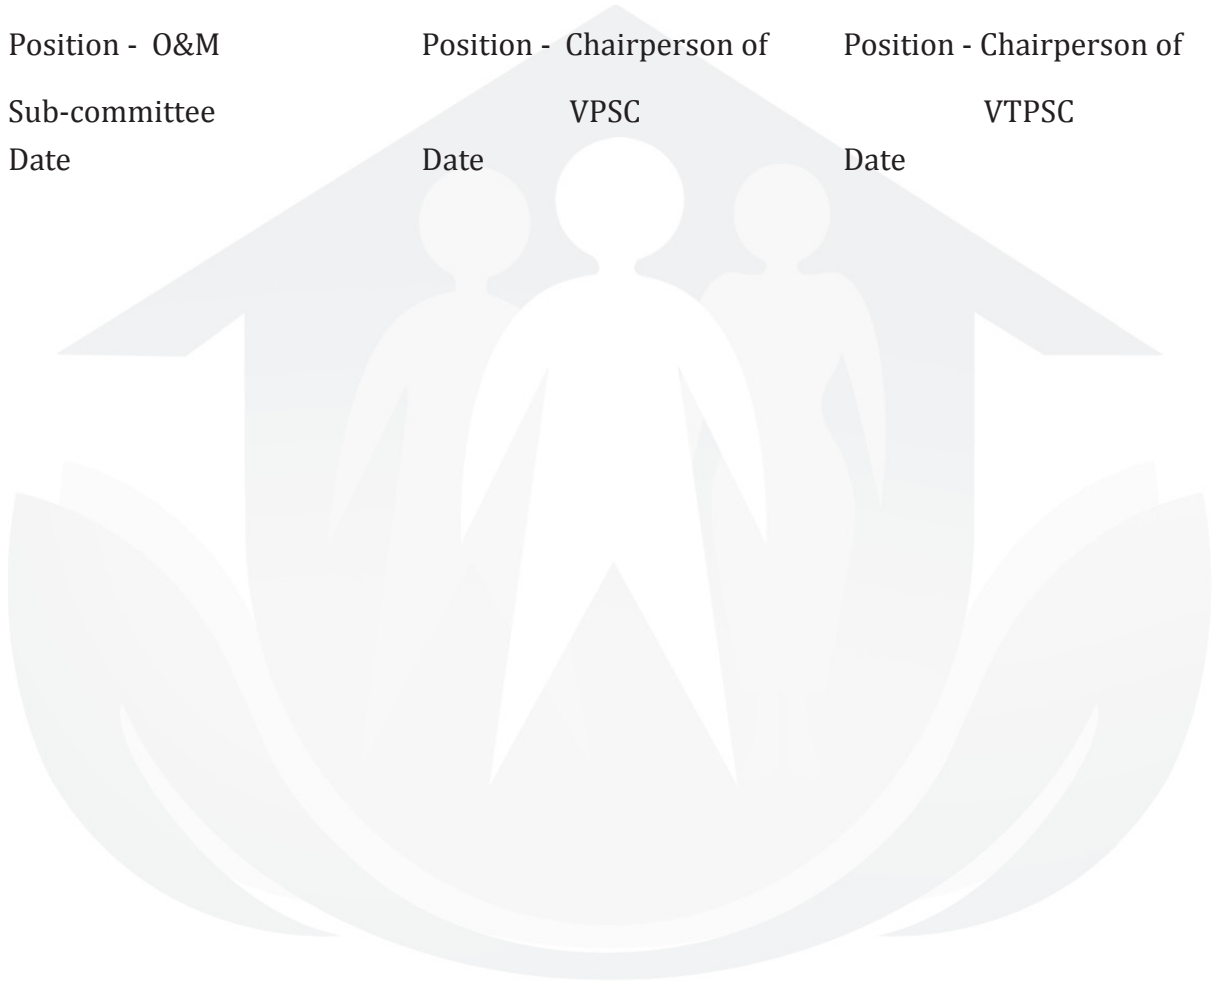 Position -  O&M                    Position -  Chairperson of       Position - Chairperson of
Sub-committee                      VPSC                             VTPSC
Date                               Date                             Date